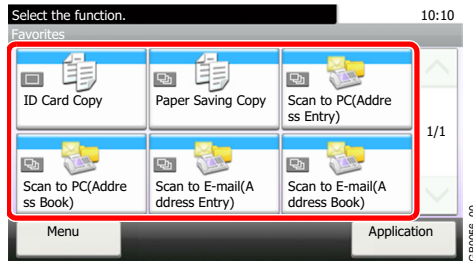 Select the function.
10:10
Favorites
ID Card Copy
Paper Saving Copy
Scan to PC(Addre
ss Entry)
1/1
Scan to PC(Addre
ss Book)
Scan to E-mail(A
ddress Entry)
Scan to E-mail(A
ddress Book)
Menu
Application